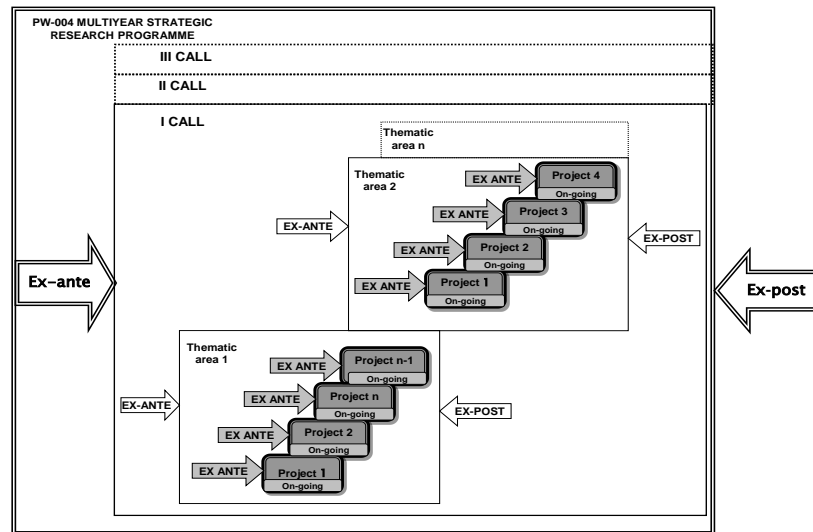 PW-004 MULTIYEAR STRATEGIC
RESEARCH PROGRAMME
III CALL
II CALL
I CALL
Thematic
area n
Thematic
area 2
EX ANTE
Project 4
On-going
EX ANTE
Project 3
On-going
EX-ANTE
EX ANTE
Project 2
On-going
EX-POST
EX ANTE
Project 1
On-going
Ex-ante
Ex-post
Thematic
area 1
EX ANTE
Project n-1
On-going
EX ANTE
Project n
On-going
EX-ANTE
EX-POST
EX ANTE
Project 2
On-going
EX ANTE
Project 1
On-going